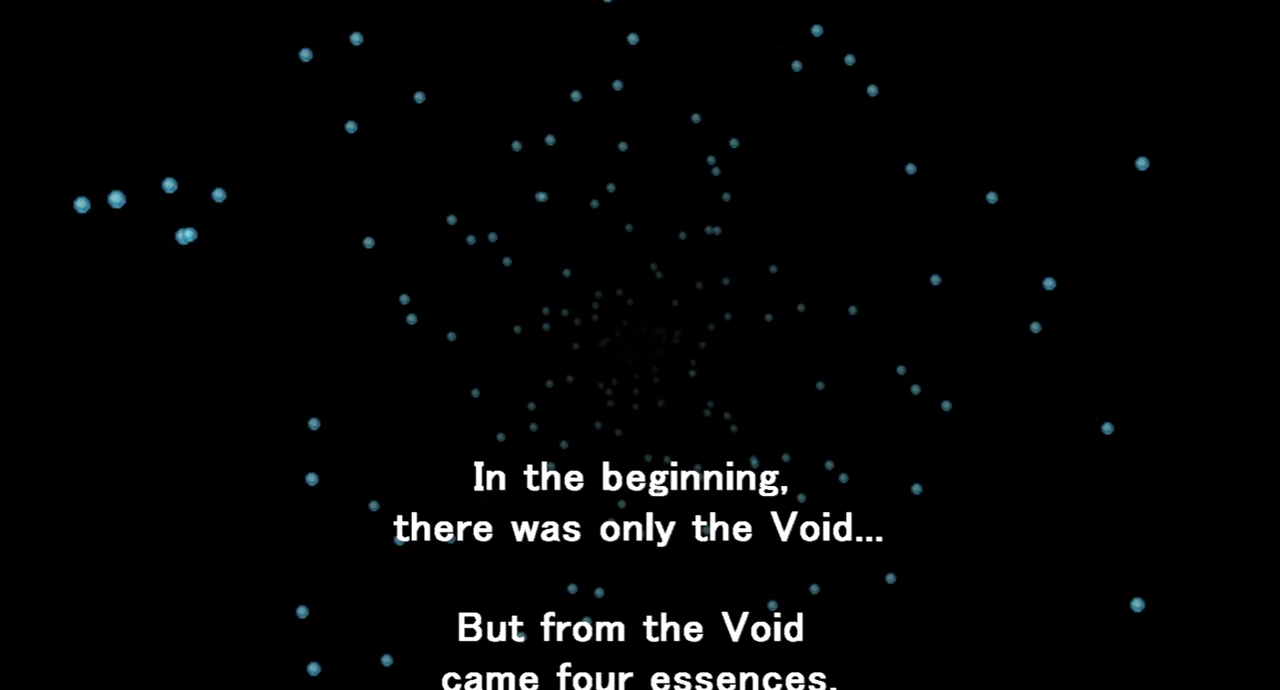 In the beginning,
there was only the Void...
But from the Void
came four essences.